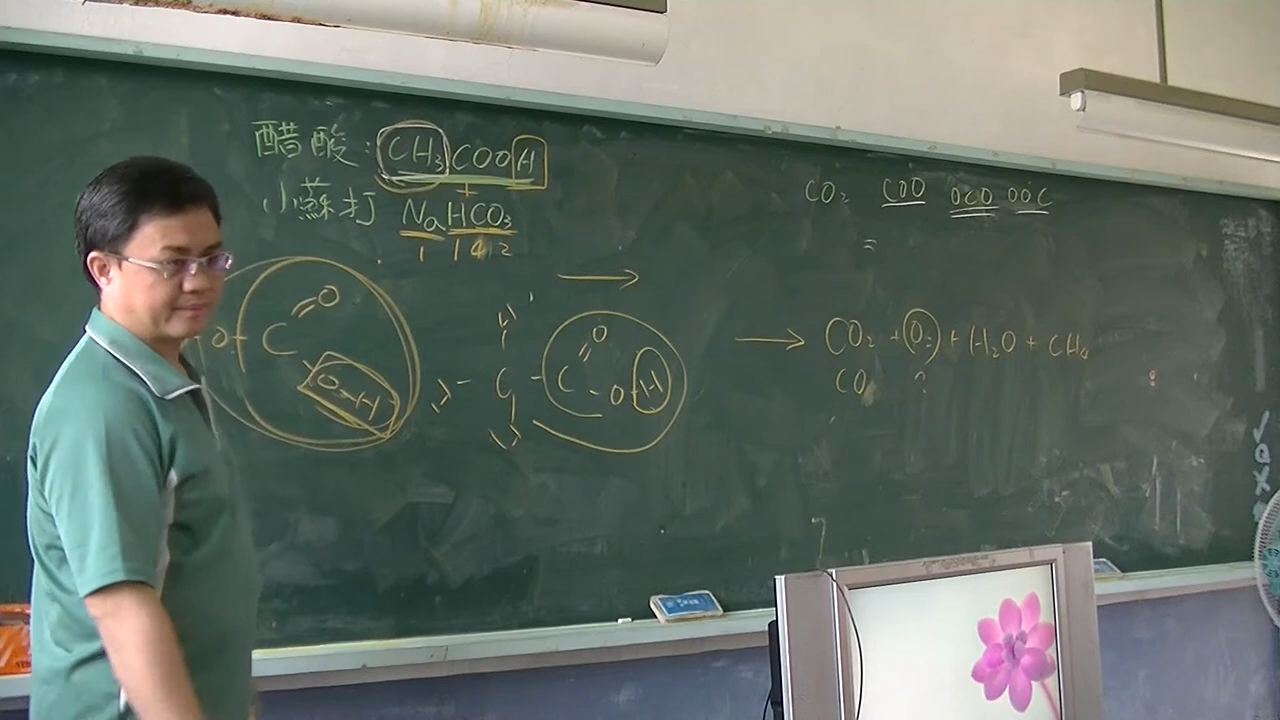 醋酸:CH₃COOH
+
小蘇打 NaHCO₃
1 1 4 2
CO₂ COO OCO OOC
=
O C O O-H
H H - C - C O O H H
→
→ CO₂ + O₂ + H₂O + CH₄
CO ?